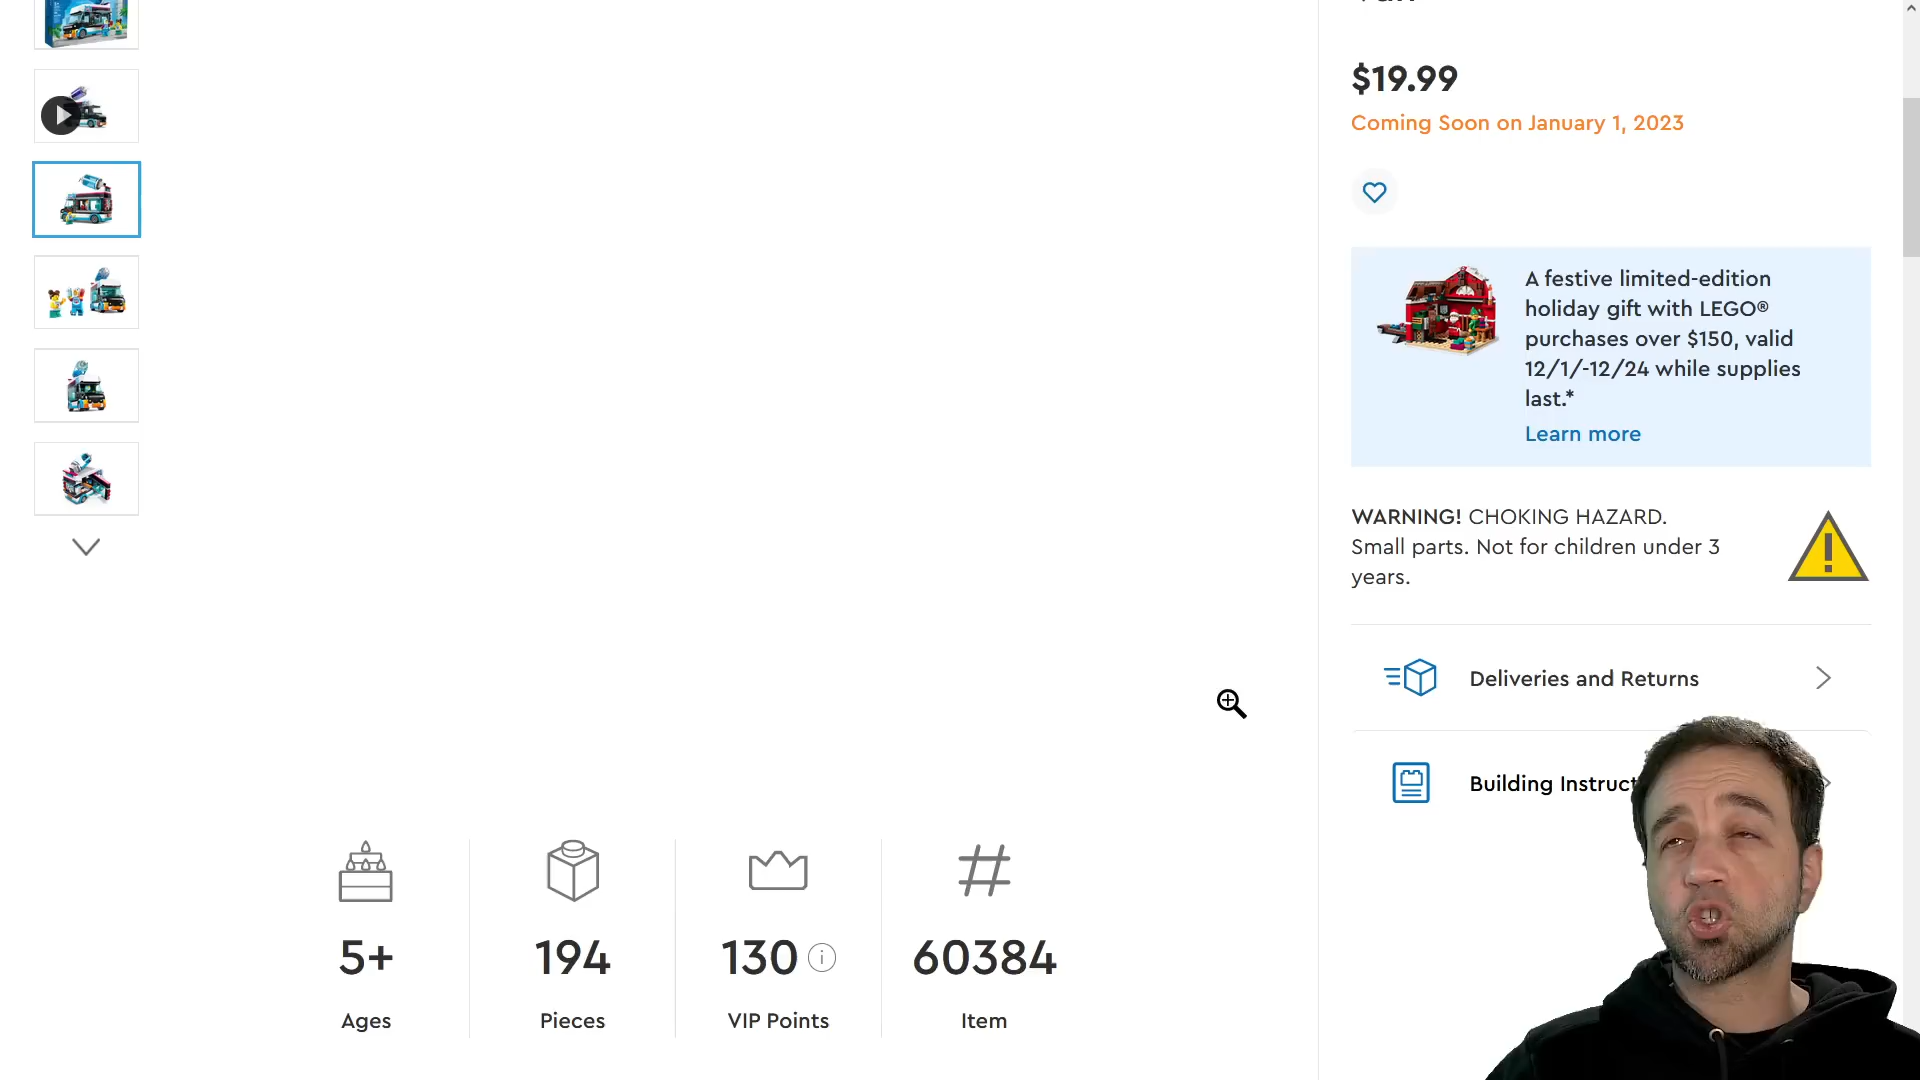 $19.99
Coming Soon on January 1, 2023
A festive limited-edition
holiday gift with LEGO®
purchases over $150, valid
12/1/-12/24 while supplies
last.*
Learn more
WARNING! CHOKING HAZARD.
Small parts. Not for children under 3
years.
Deliveries and Returns
Building Instruct
5+
194
130
60384
Ages
Pieces
VIP Points
Item